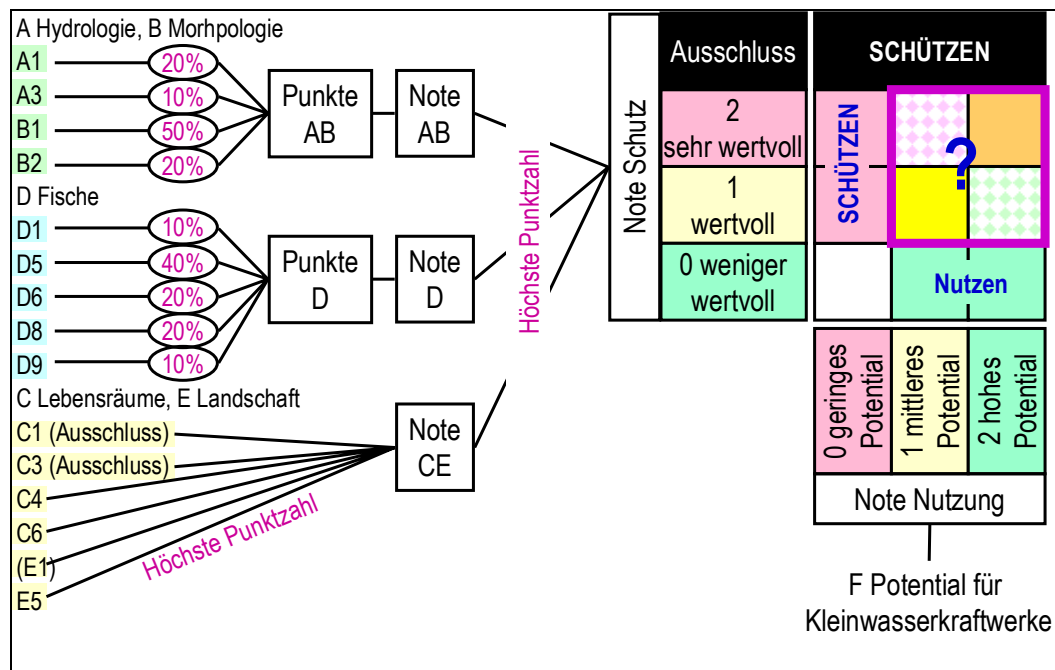 A Hydrologie, B Morhpologie
A1
20%
A3
10%
B1
50%
B2
20%
Punkte
AB
Note
AB
D Fische
D1
10%
D5
40%
D6
20%
D8
20%
D9
10%
Punkte
D
Note
D
C Lebensräume, E Landschaft
C1 (Ausschluss)
C3 (Ausschluss)
C4
C6
(E1)
E5
Höchste Punktzahl
Note
CE
Höchste Punktzahl
Note Schutz
Ausschluss
2
sehr wertvoll
1
wertvoll
0 weniger
wertvoll
SCHÜTZEN
SCHÜTZEN
?
Nutzen
0 geringes
Potential
1 mittleres
Potential
2 hohes
Potential
Note Nutzung
F Potential für
Kleinwasserkraftwerke